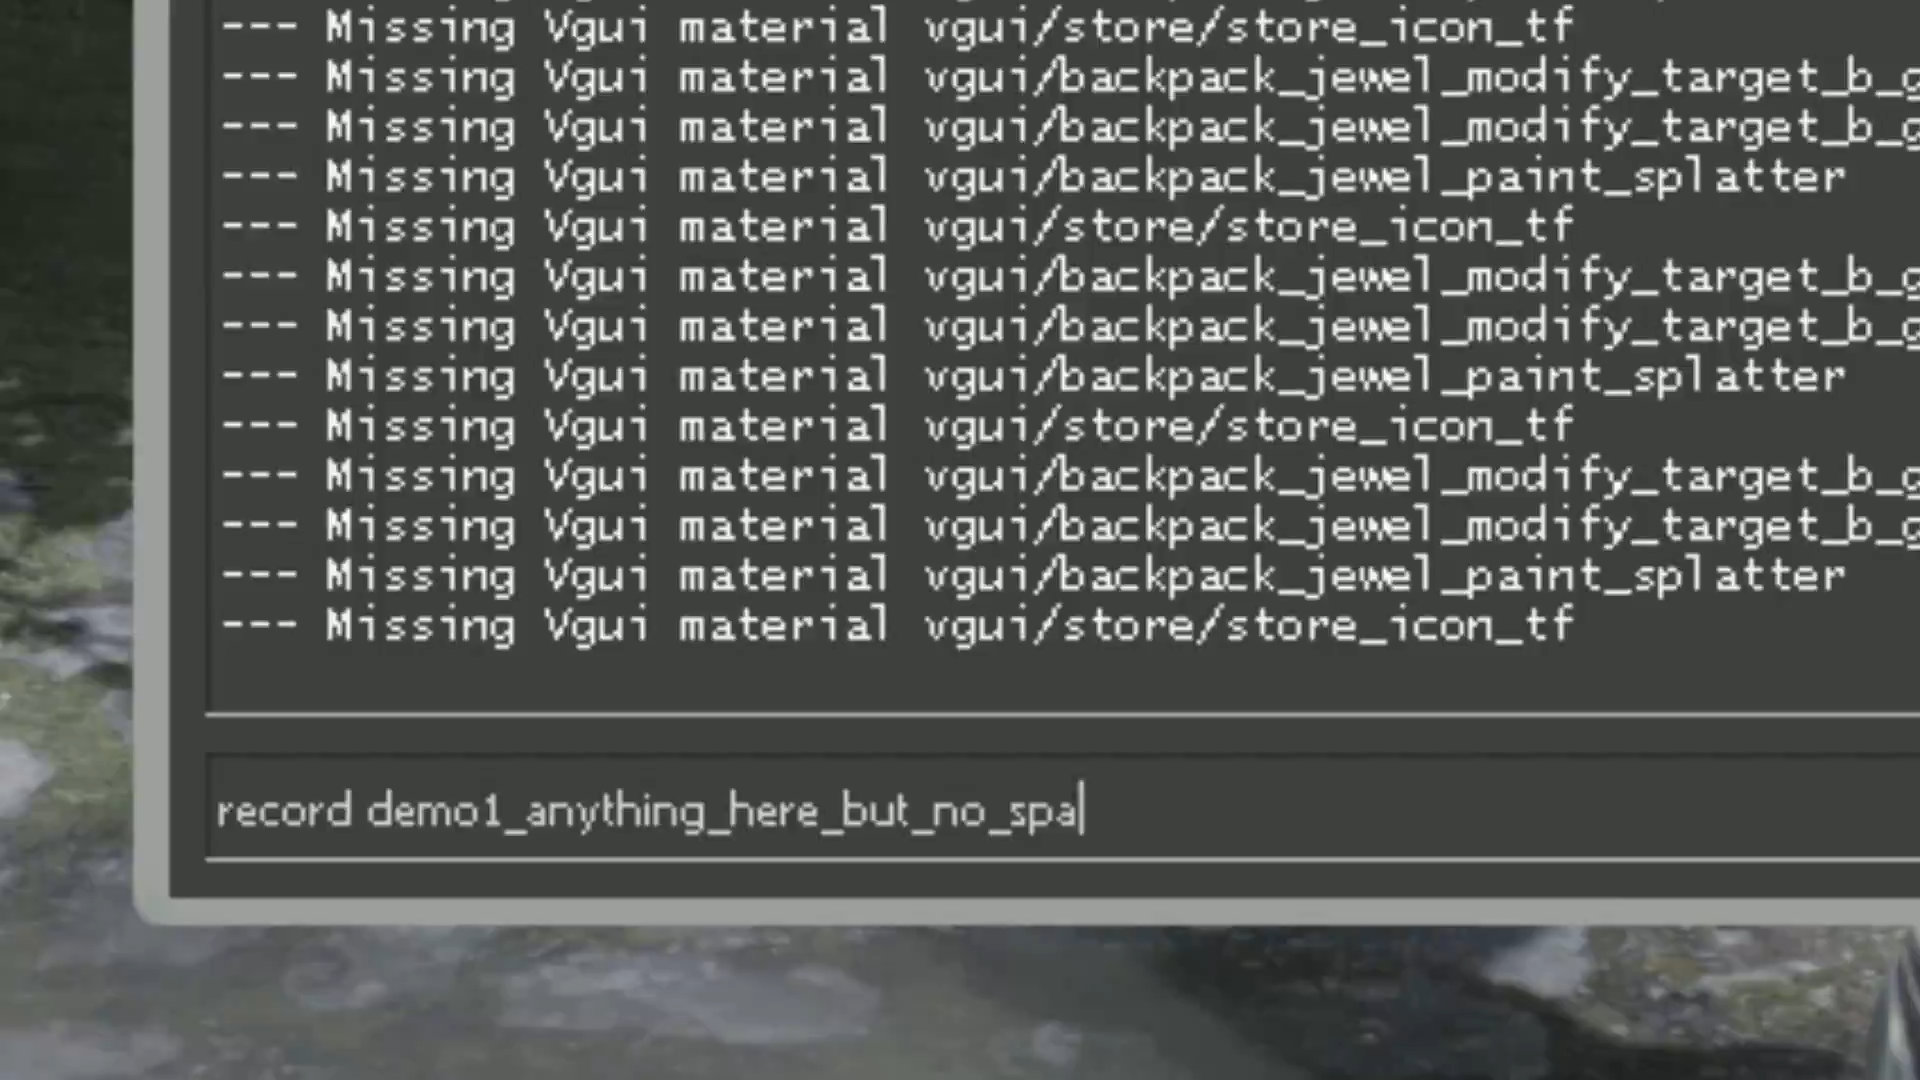 --- Missing Vgui material vgui/store/store_icon_tf
--- Missing Vgui material vgui/backpack_jewel_modify_target_b_g
--- Missing Vgui material vgui/backpack_jewel_modify_target_b_g
--- Missing Vgui material vgui/backpack_jewel_paint_splatter
--- Missing Vgui material vgui/store/store_icon_tf
--- Missing Vgui material vgui/backpack_jewel_modify_target_b_g
--- Missing Vgui material vgui/backpack_jewel_modify_target_b_g
--- Missing Vgui material vgui/backpack_jewel_paint_splatter
--- Missing Vgui material vgui/store/store_icon_tf
--- Missing Vgui material vgui/backpack_jewel_modify_target_b_g
--- Missing Vgui material vgui/backpack_jewel_modify_target_b_g
--- Missing Vgui material vgui/backpack_jewel_paint_splatter
--- Missing Vgui material vgui/store/store_icon_tf
record demo1_anything_here_but_no_spa